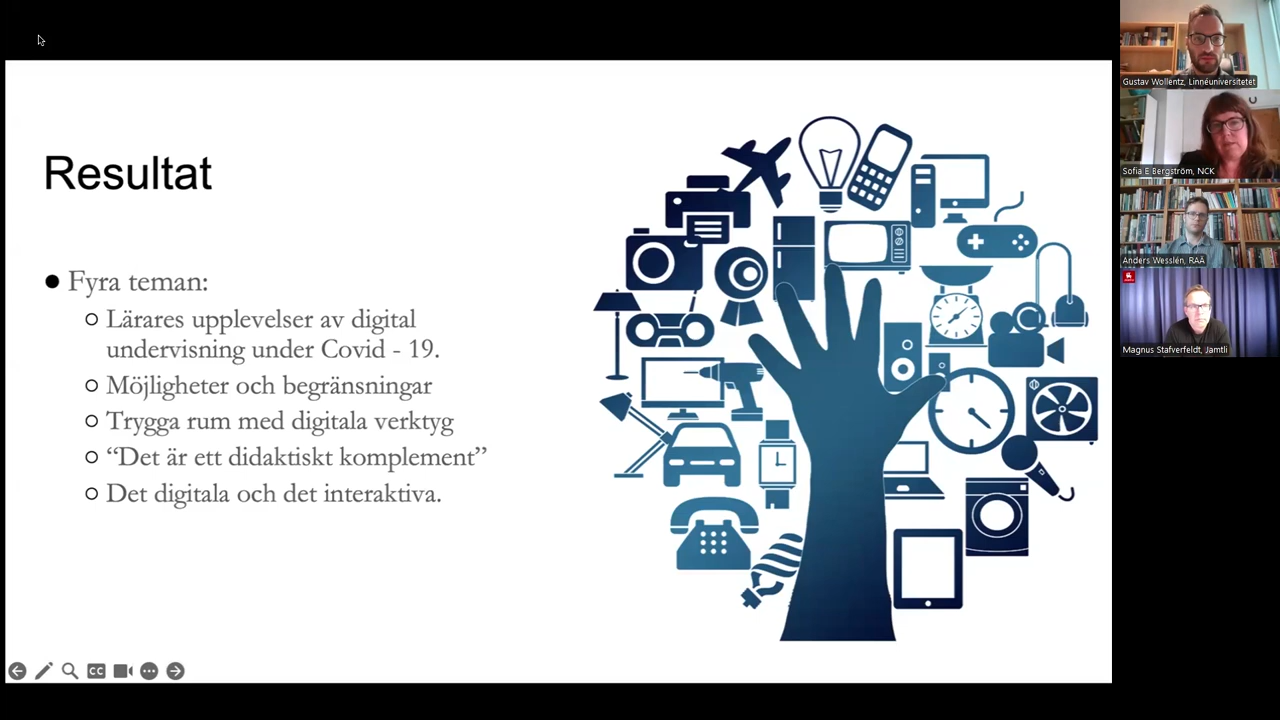 Resultat
● Fyra teman:
○ Lärares upplevelser av digital
undervisning under Covid - 19.
○ Möjligheter och begränsningar
○ Trygga rum med digitala verktyg
○ “Det är ett didaktiskt komplement”
○ Det digitala och det interaktiva.
CC
Gustav Wollentz, Linnéuniversitetet
Sofia E Bergström, NCK
Anders Wesslén, RAÄ
Magnus Stafverfeldt, Jamtli